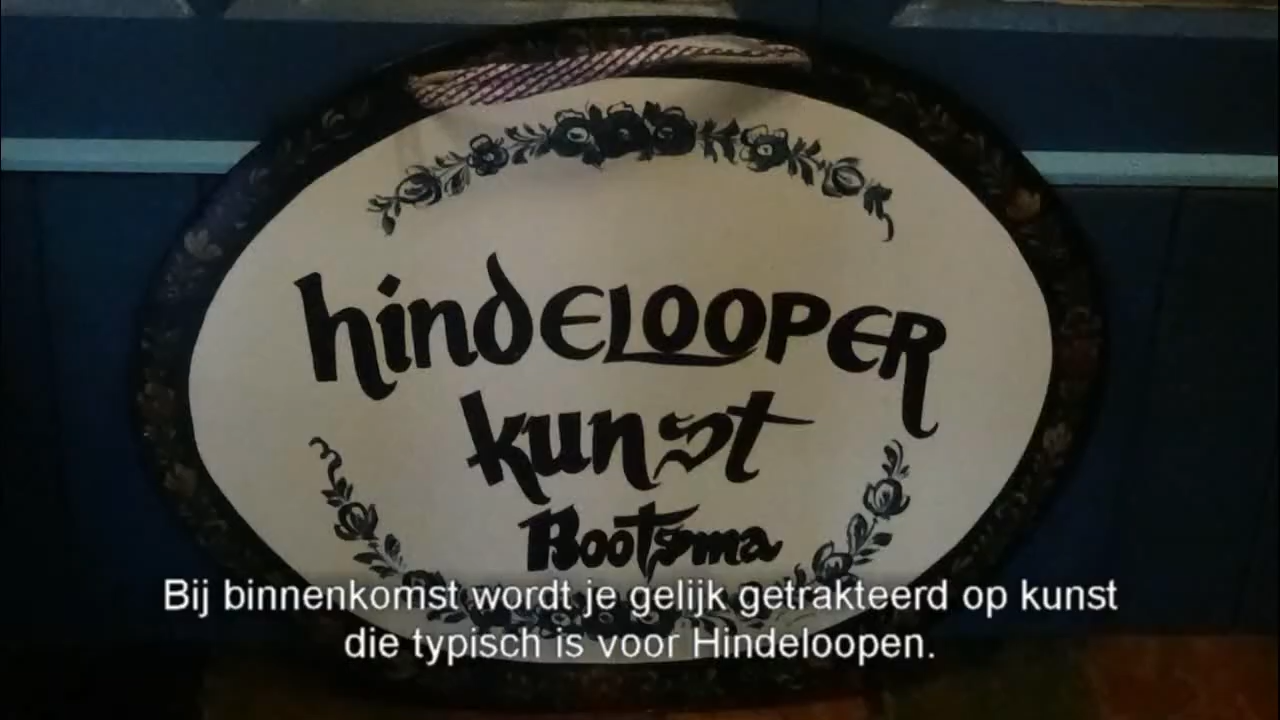 hindelooper
kunst
Bootsma
Bij binnenkomst wordt je gelijk getrakteerd op kunst
die typisch is voor Hindeloopen.